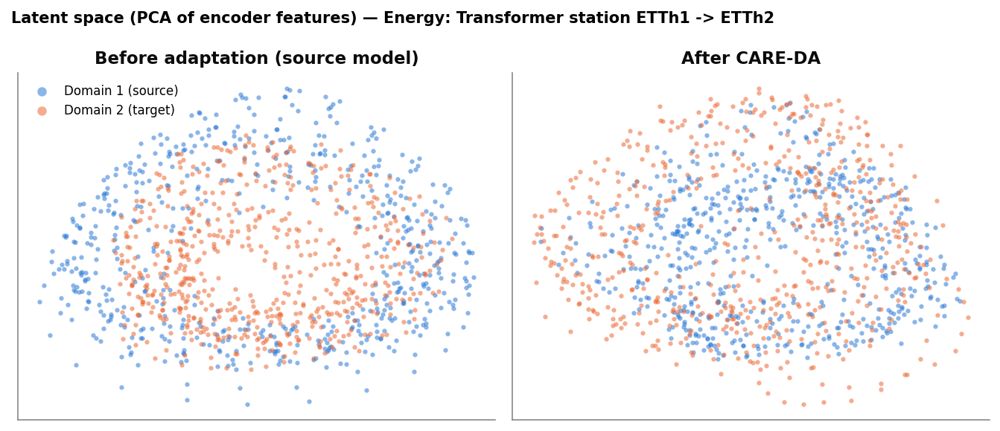 Latent space (PCA of encoder features) — Energy: Transformer station ETTh1 -> ETTh2
Before adaptation (source model)
After CARE-DA
Domain 1 (source)
Domain 2 (target)